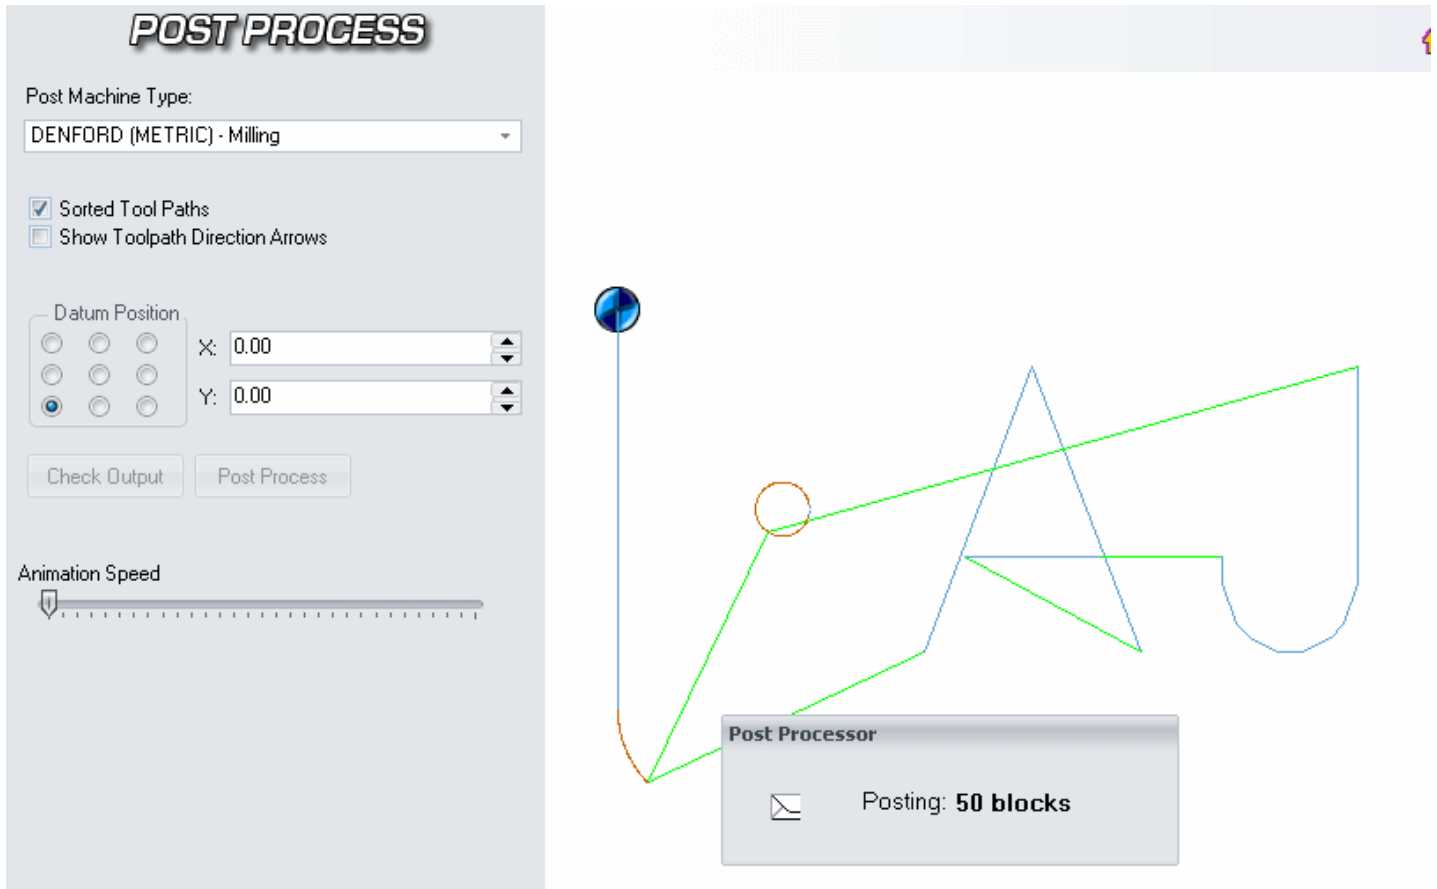 POST PROCESS
Post Machine Type:
DENFORD (METRIC) - Milling
Sorted Tool Paths
Show Toolpath Direction Arrows
Datum Position
X: 0.00
Y: 0.00
Check Output
Post Process
Animation Speed
Post Processor
Posting: 50 blocks